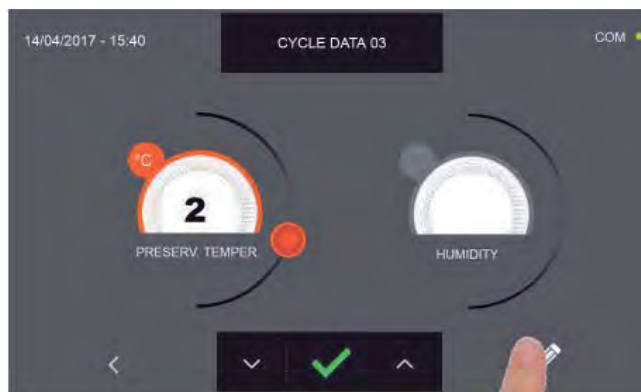 14/04/2017 - 15:40
CYCLE DATA 03
COM
°C
2
PRESERV. TEMPER.
HUMIDITY